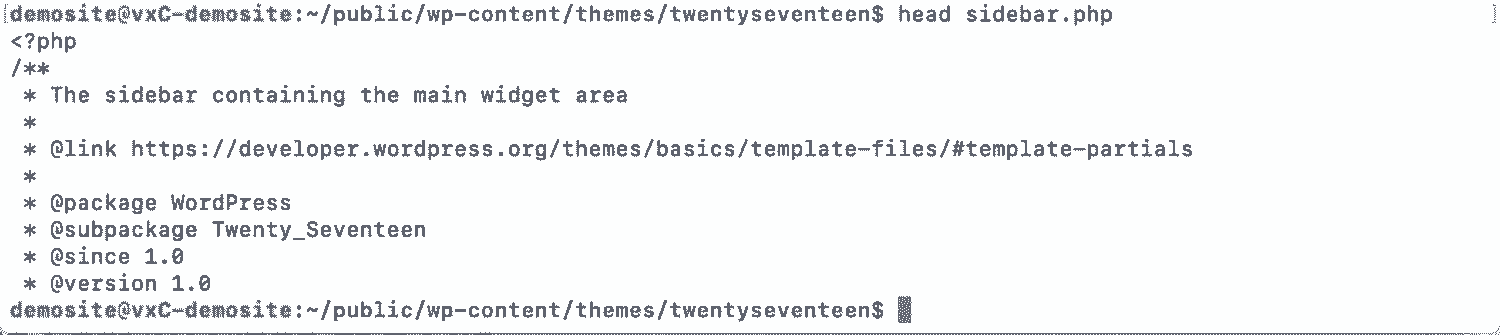 [demosite@vxC-demosite:~/public/wp-content/themes/twentyseventeen$ head sidebar.php ]
<?php
/**
 * The sidebar containing the main widget area
 *
 * @link https://developer.wordpress.org/themes/basics/template-files/#template-partials
 *
 * @package WordPress
 * @subpackage Twenty_Seventeen
 * @since 1.0
 * @version 1.0
demosite@vxC-demosite:~/public/wp-content/themes/twentyseventeen$